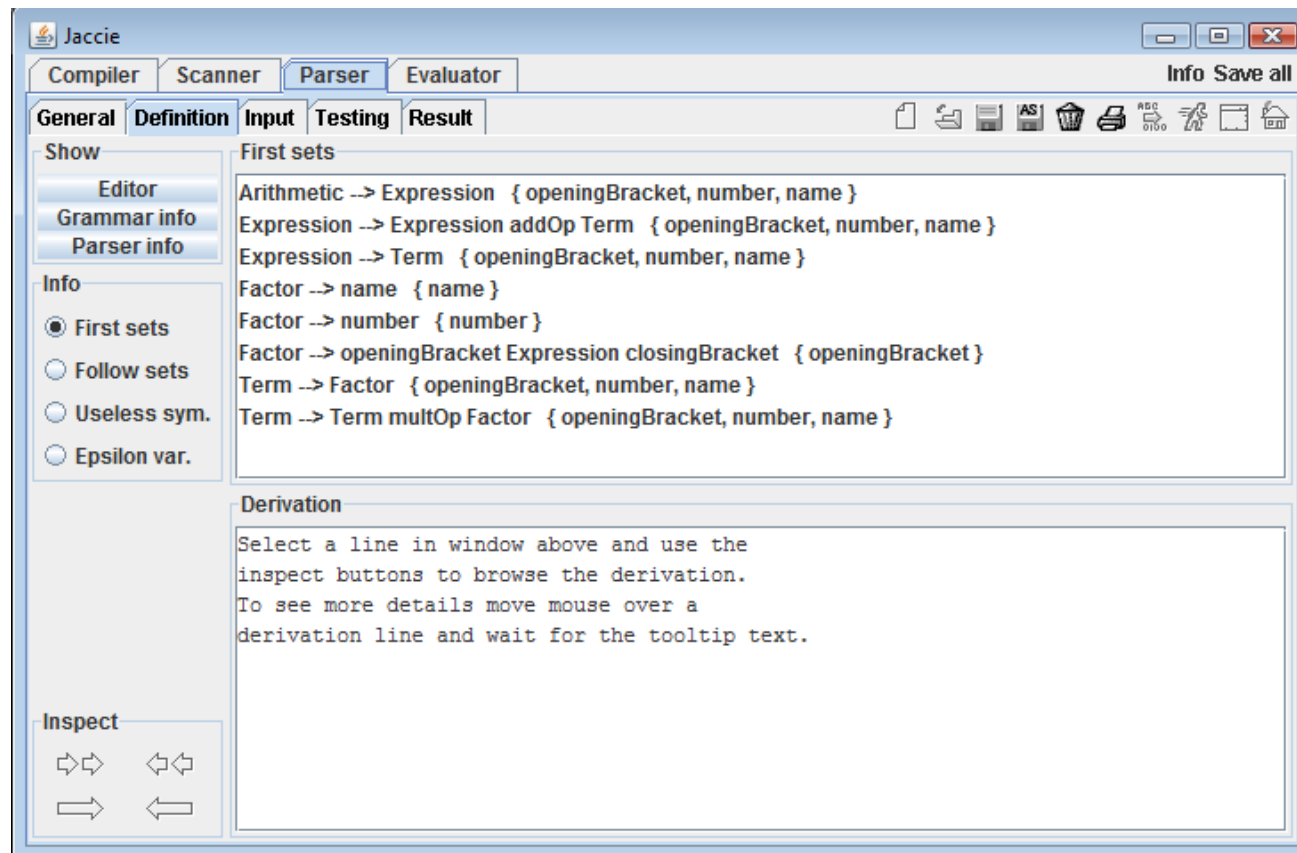 Jaccie
Compiler Scanner Parser Evaluator Info Save all
General Definition Input Testing Result AS ABC 0100
Show
Editor
Grammar info
Parser info
Info
First sets
Follow sets
Useless sym.
Epsilon var.
First sets
Arithmetic --> Expression { openingBracket, number, name }
Expression --> Expression addOp Term { openingBracket, number, name }
Expression --> Term { openingBracket, number, name }
Factor --> name { name }
Factor --> number { number }
Factor --> openingBracket Expression closingBracket { openingBracket }
Term --> Factor { openingBracket, number, name }
Term --> Term multOp Factor { openingBracket, number, name }
Derivation
Select a line in window above and use the
inspect buttons to browse the derivation.
To see more details move mouse over a
derivation line and wait for the tooltip text.
Inspect